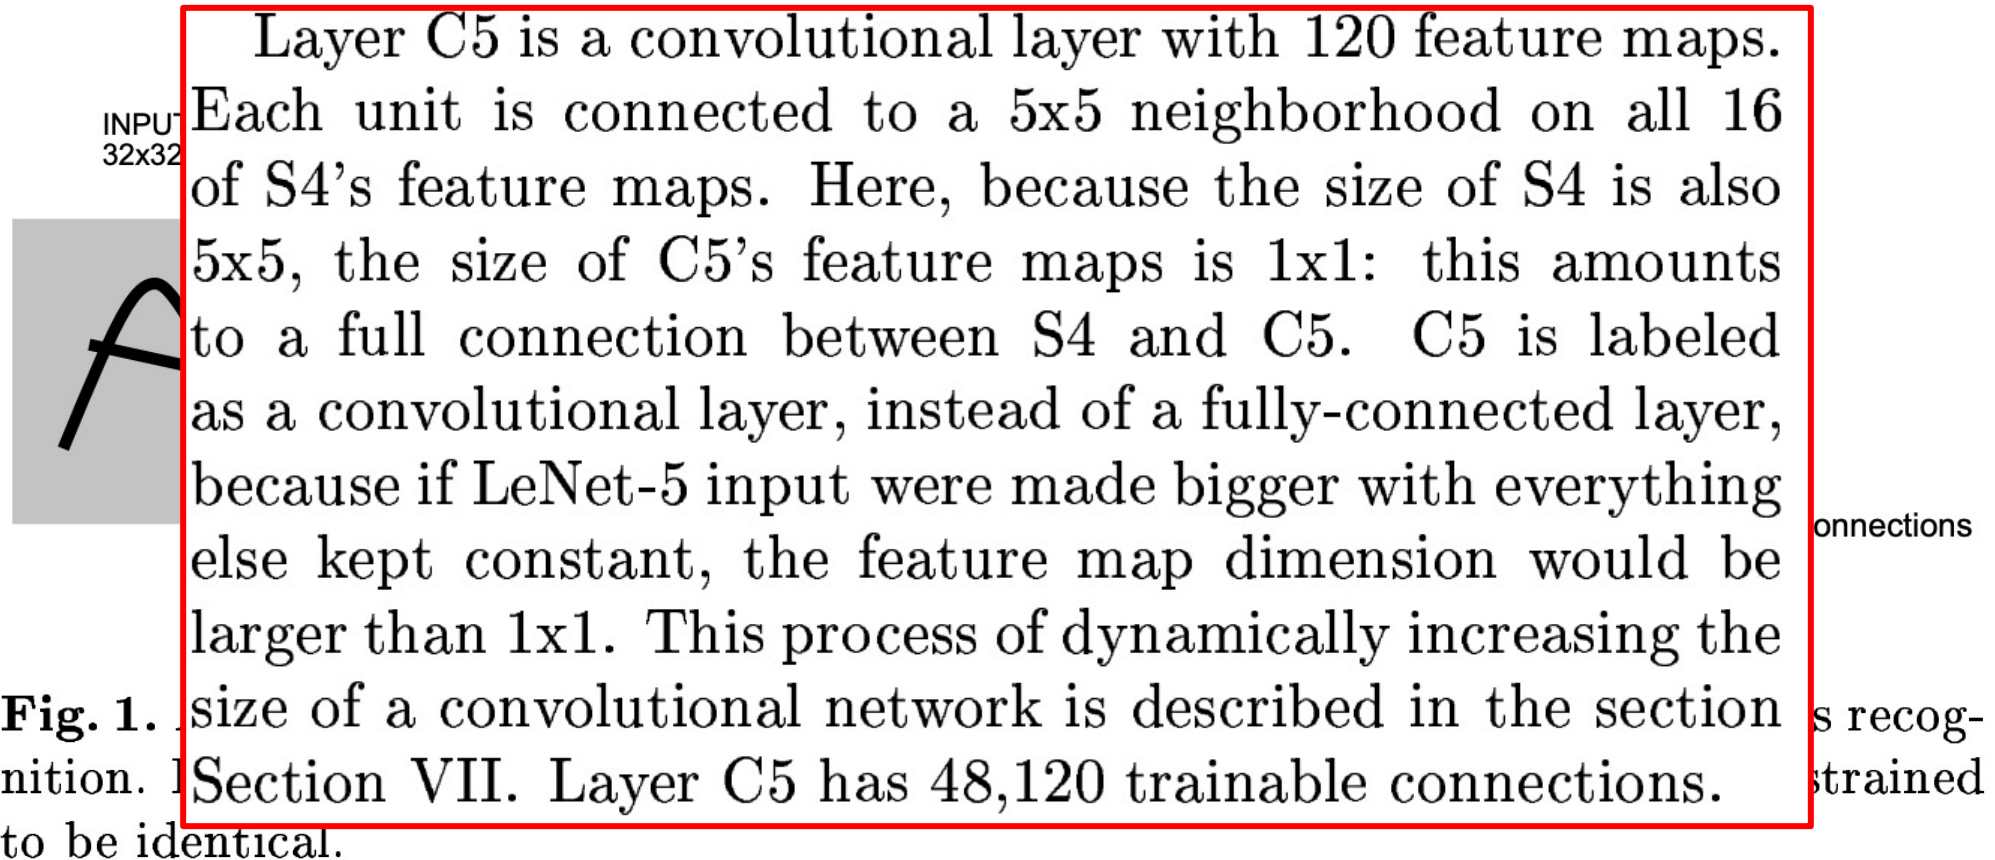 INPUT
32x32
Layer C5 is a convolutional layer with 120 feature maps.
Each unit is connected to a 5x5 neighborhood on all 16
of S4's feature maps. Here, because the size of S4 is also
5x5, the size of C5's feature maps is 1x1: this amounts
to a full connection between S4 and C5. C5 is labeled
as a convolutional layer, instead of a fully-connected layer,
because if LeNet-5 input were made bigger with everything
else kept constant, the feature map dimension would be
larger than 1x1. This process of dynamically increasing the
size of a convolutional network is described in the section
Section VII. Layer C5 has 48,120 trainable connections.
onnections
Fig. 1.
s recog-
nition.
strained
to be identical.